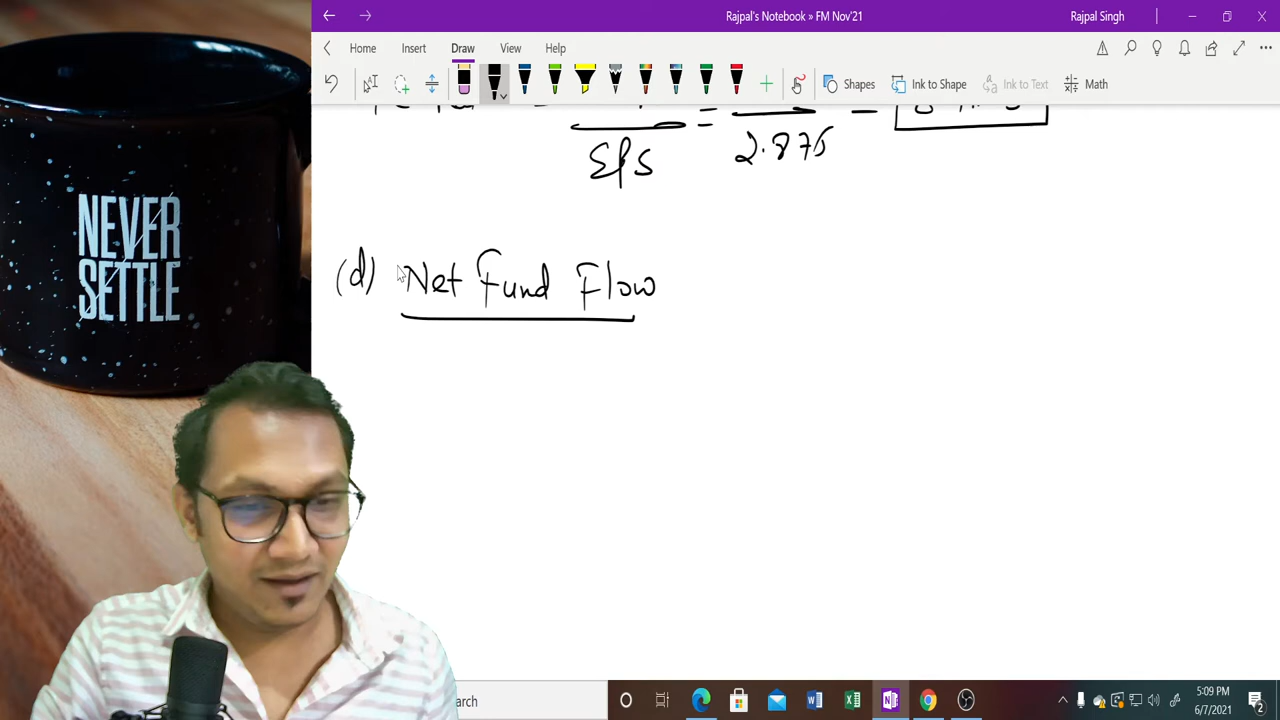 Rajpal's Notebook » FM Nov'21
Rajpal Singh
Home Insert Draw View Help
Shapes Ink to Shape Ink to Text Math
EPS = 2.875
(d) Net Fund Flow
NEVER
SETTLE
arch
5:09 PM
6/7/2021
2